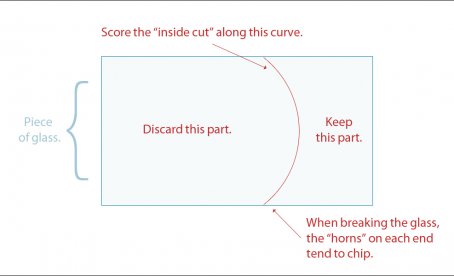 Score the “inside cut” along this curve.
Piece
of glass.
Discard this part.
Keep
this part.
When breaking the glass,
the “horns” on each end
tend to chip.